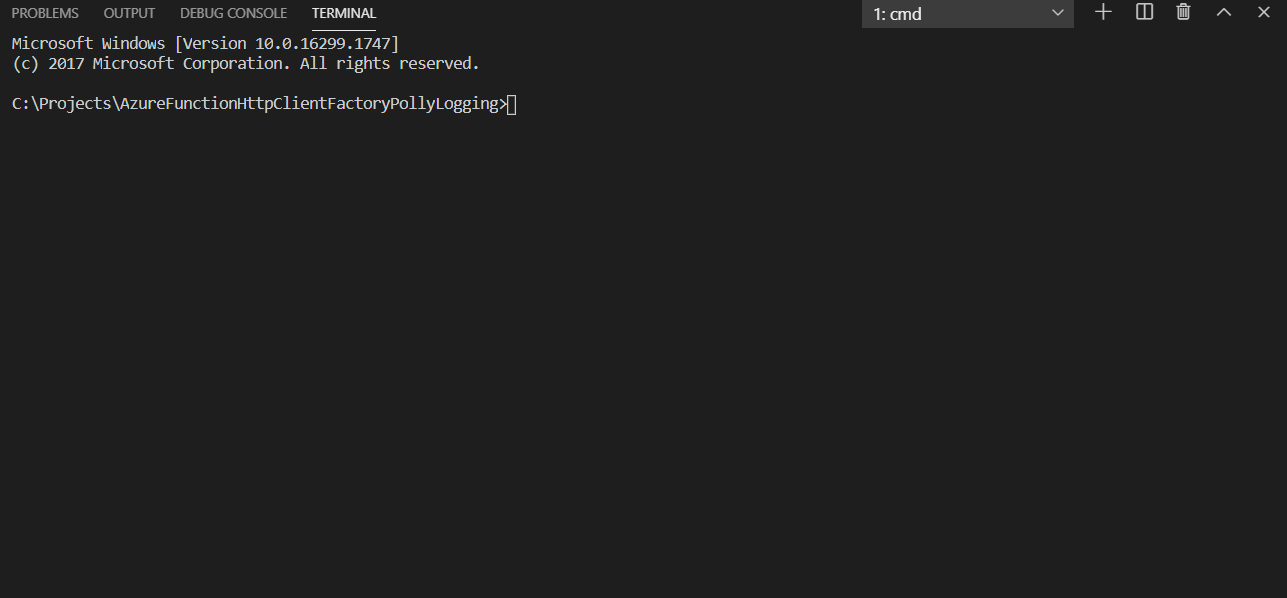 PROBLEMS OUTPUT DEBUG CONSOLE TERMINAL 1: cmd
Microsoft Windows [Version 10.0.16299.1747]
(c) 2017 Microsoft Corporation. All rights reserved.
C:\Projects\AzureFunctionHttpClientFactoryPollyLogging>